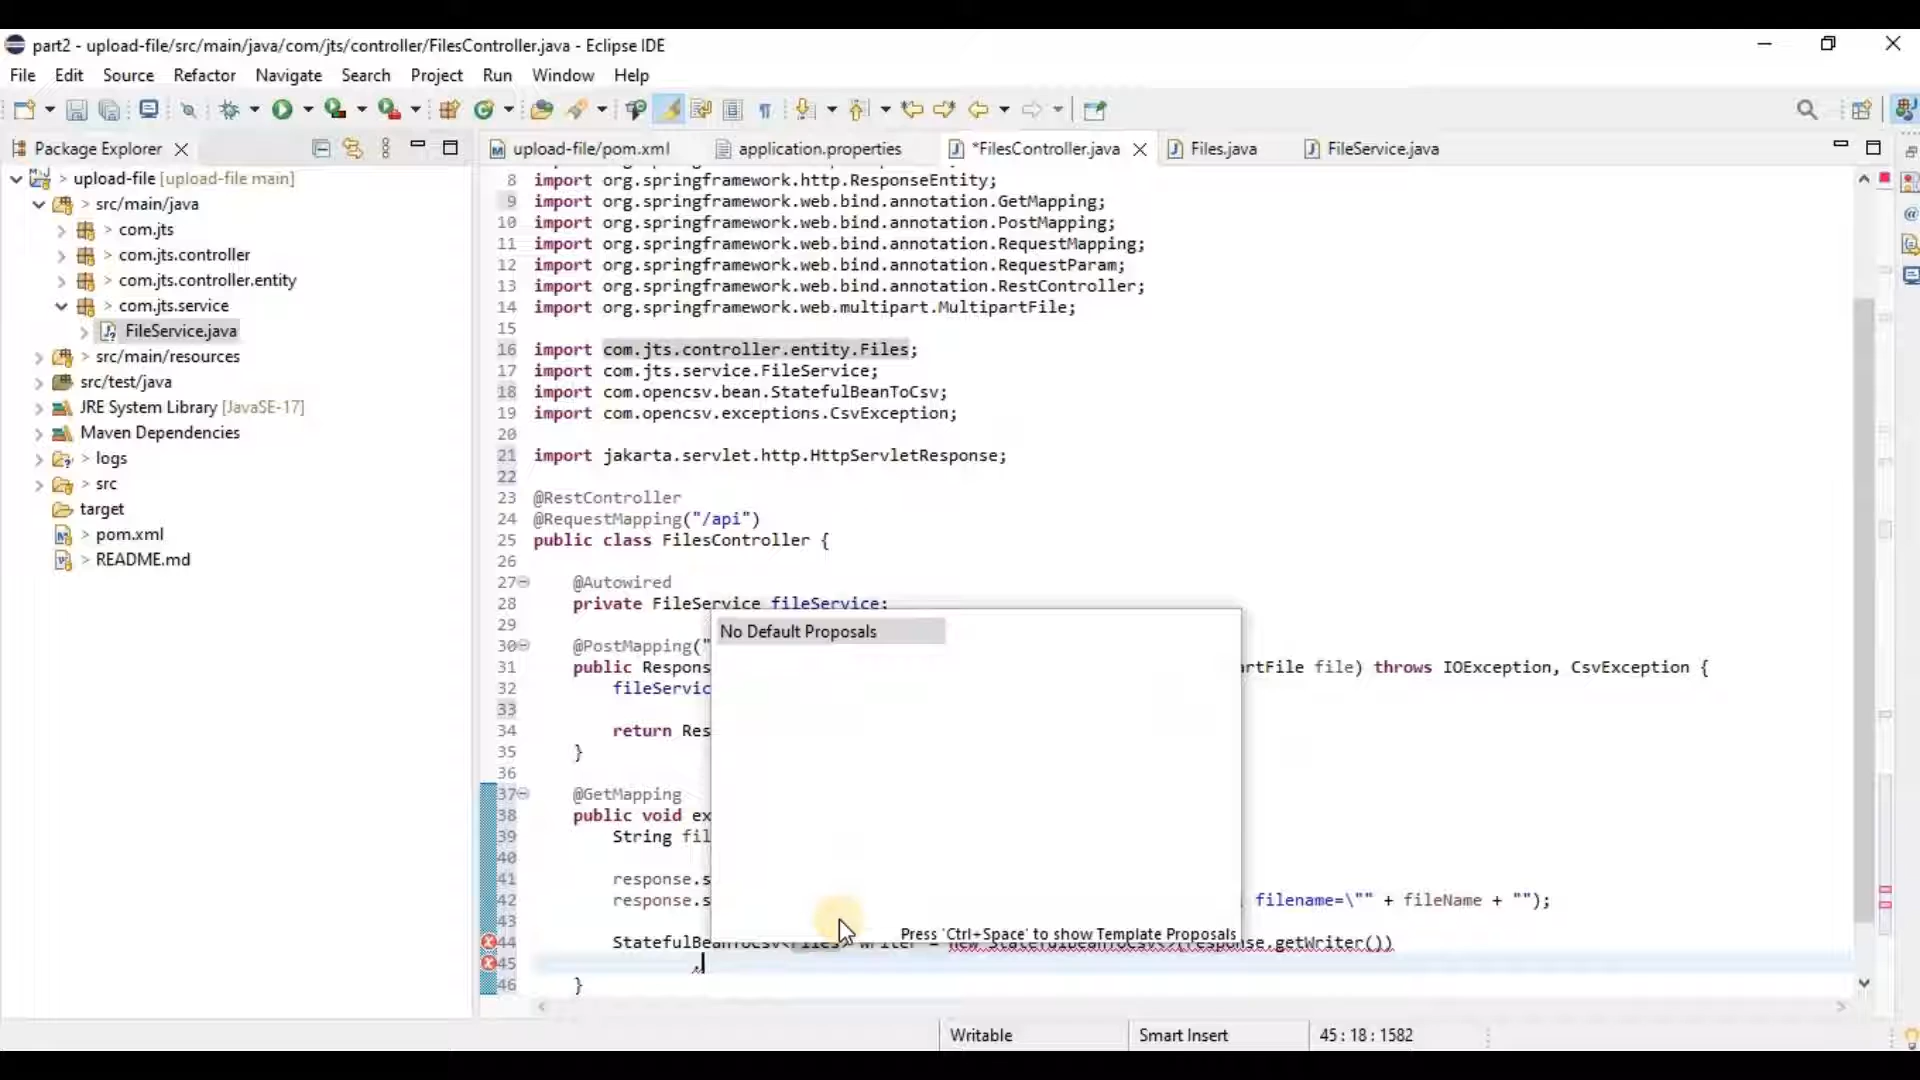 part2 - upload-file/src/main/java/com/jts/controller/FilesController.java - Eclipse IDE
File Edit Source Refactor Navigate Search Project Run Window Help
Package Explorer
upload-file/pom.xml application.properties *FilesController.java Files.java FileService.java
> upload-file [upload-file main]
> src/main/java
> com.jts
> com.jts.controller
> com.jts.controller.entity
> com.jts.service
FileService.java
> src/main/resources
src/test/java
JRE System Library [JavaSE-17]
Maven Dependencies
> logs
> src
target
> pom.xml
> README.md
8 import org.springframework.http.ResponseEntity;
9 import org.springframework.web.bind.annotation.GetMapping;
10 import org.springframework.web.bind.annotation.PostMapping;
11 import org.springframework.web.bind.annotation.RequestMapping;
12 import org.springframework.web.bind.annotation.RequestParam;
13 import org.springframework.web.bind.annotation.RestController;
14 import org.springframework.web.multipart.MultipartFile;
15
16 import com.jts.controller.entity.Files;
17 import com.jts.service.FileService;
18 import com.opencsv.bean.StatefulBeanToCsv;
19 import com.opencsv.exceptions.CsvException;
20
21 import jakarta.servlet.http.HttpServletResponse;
22
23 @RestController
24 @RequestMapping("/api")
25 public class FilesController {
26
27 @Autowired
28 private FileService fileService;
29
30 @PostMapping("
31 public Respons artFile file) throws IOException, CsvException {
32 fileServic
33
34 return Res
35 }
36
37 @GetMapping
38 public void ex
39 String fil
40
41 response.s
42 response.s filename=\"" + fileName + "");
43
44 StatefulBeanToCsv<Files> writer = new StatefulBeanToCsv<>(response.getWriter())
45 .
46 }
No Default Proposals
Press 'Ctrl+Space' to show Template Proposals
Writable Smart Insert 45 : 18 : 1582